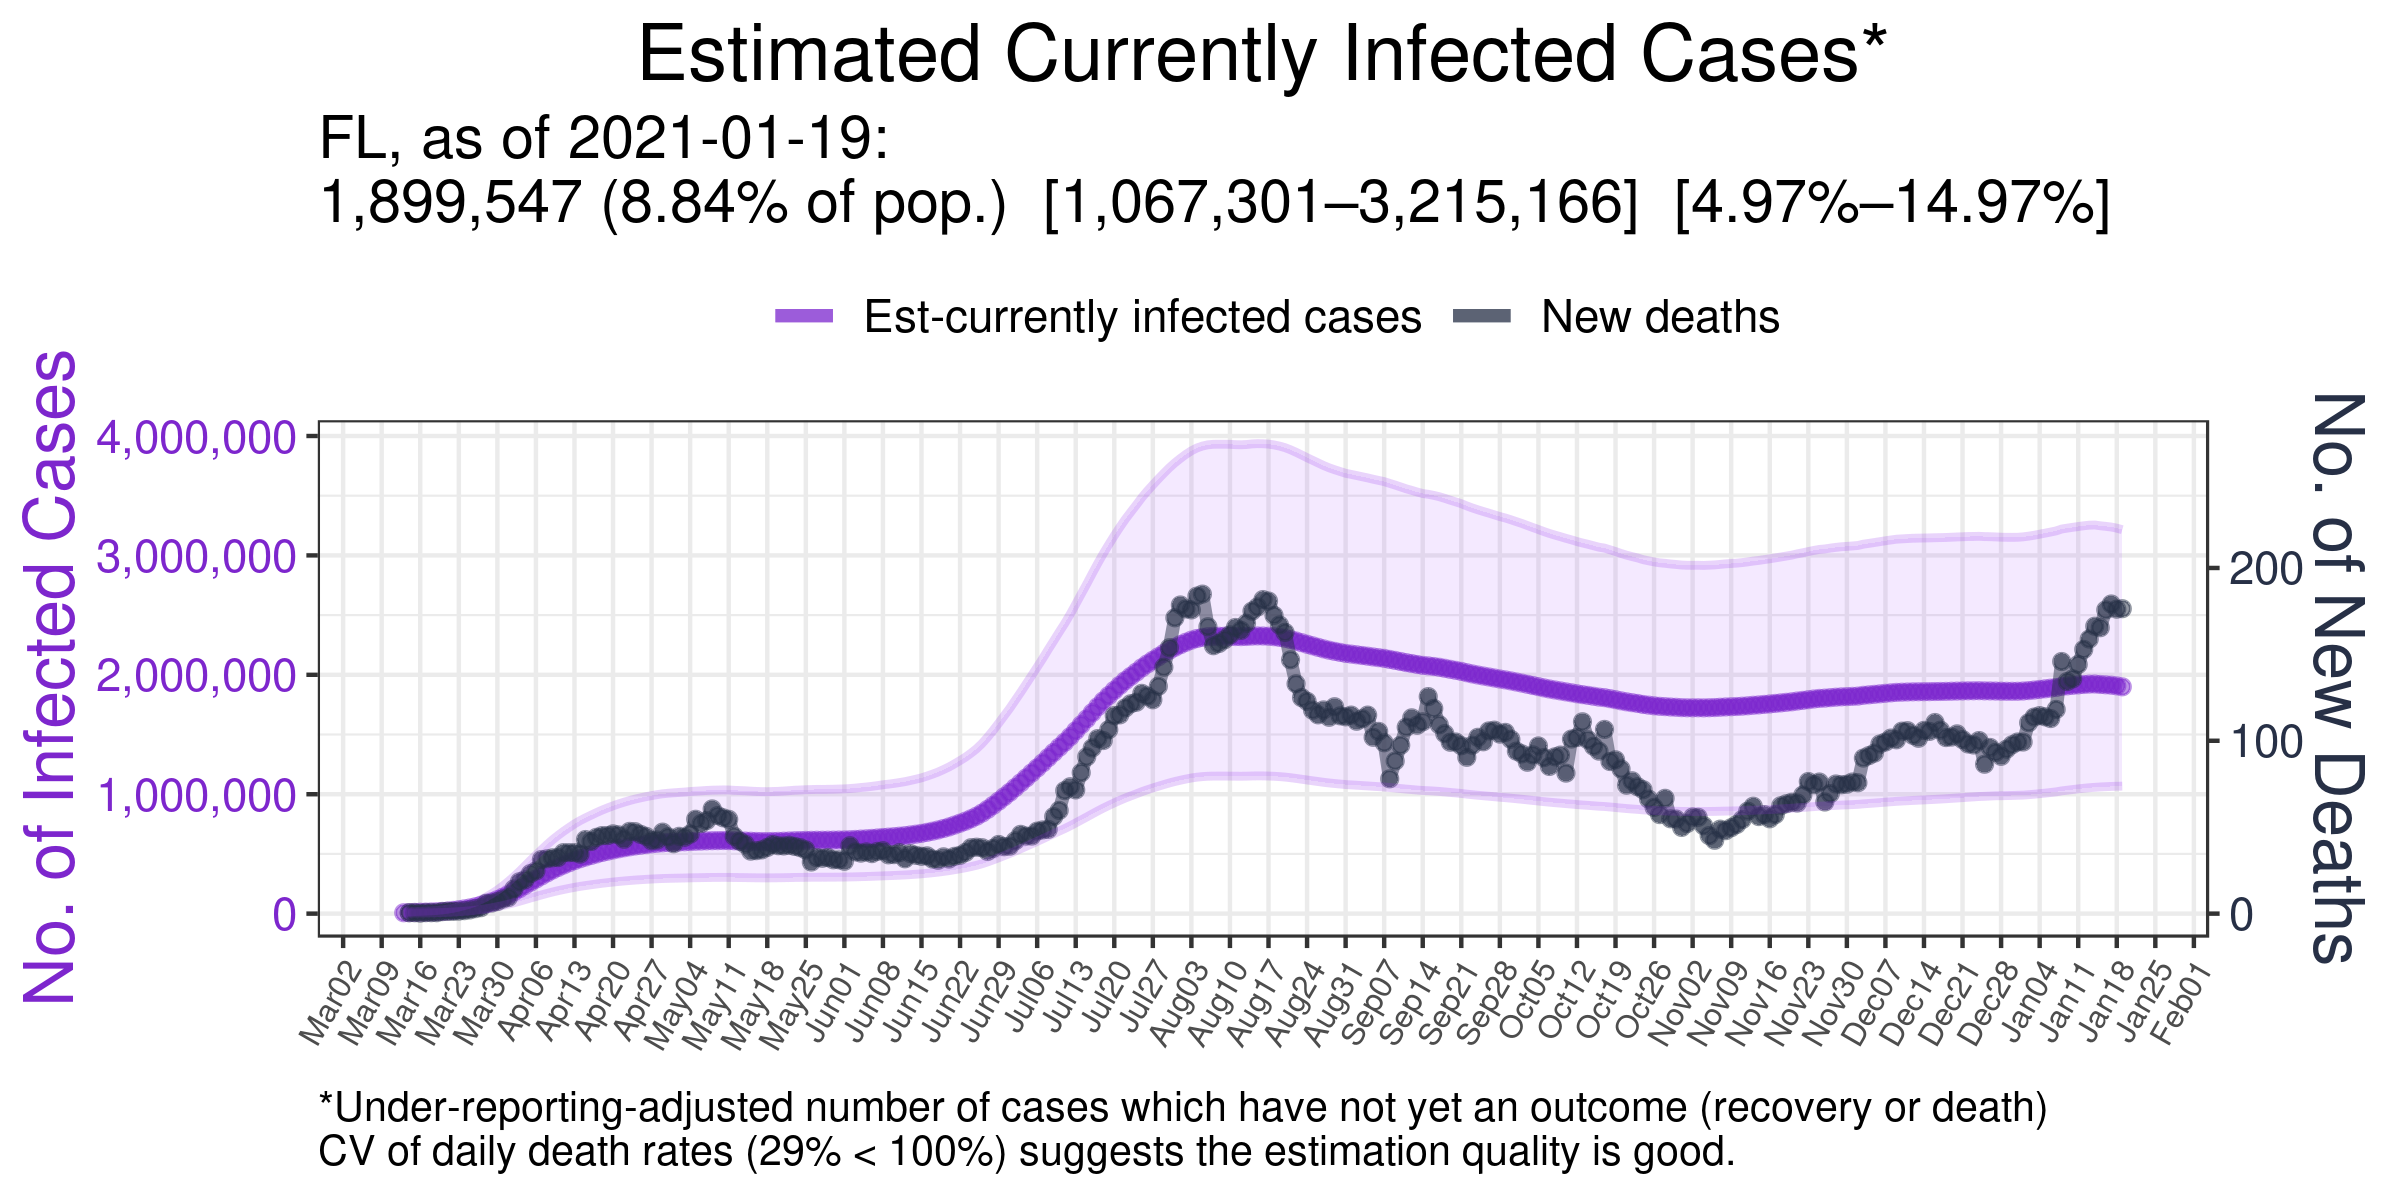 Estimated Currently Infected Cases*
FL, as of 2021-01-19:
1,899,547 (8.84% of pop.) [1,067,301–3,215,166] [4.97%–14.97%]
Est-currently infected cases
New deaths
No. of Infected Cases
4,000,000
3,000,000
2,000,000
1,000,000
0
No. of New Deaths
200
100
0
Mar02
Mar09
Mar16
Mar23
Mar30
Apr06
Apr13
Apr20
Apr27
May04
May11
May18
May25
Jun01
Jun08
Jun15
Jun22
Jun29
Jul06
Jul13
Jul20
Jul27
Aug03
Aug10
Aug17
Aug24
Aug31
Sep07
Sep14
Sep21
Sep28
Oct05
Oct12
Oct19
Oct26
Nov02
Nov09
Nov16
Nov23
Nov30
Dec07
Dec14
Dec21
Dec28
Jan04
Jan11
Jan18
Jan25
Feb01
*Under-reporting-adjusted number of cases which have not yet an outcome (recovery or death)
CV of daily death rates (29% < 100%) suggests the estimation quality is good.